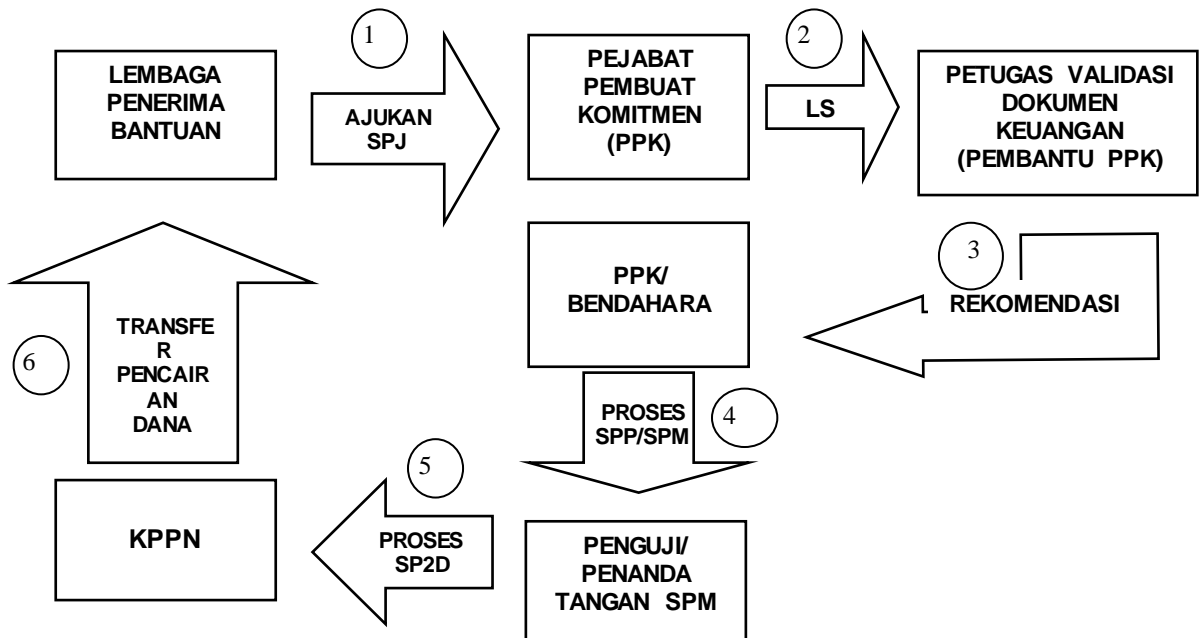 1
2
LEMBAGA
PENERIMA
BANTUAN
AJUKAN
SPJ
PEJABAT
PEMBUAT
KOMITMEN
(PPK)
LS
PETUGAS VALIDASI
DOKUMEN
KEUANGAN
(PEMBANTU PPK)
3
REKOMENDASI
PPK/
BENDAHARA
6
TRANSFE
R
PENCAIR
AN
DANA
PROSES
SPP/SPM
4
5
KPPN
PROSES
SP2D
PENGUJI/
PENANDA
TANGAN SPM